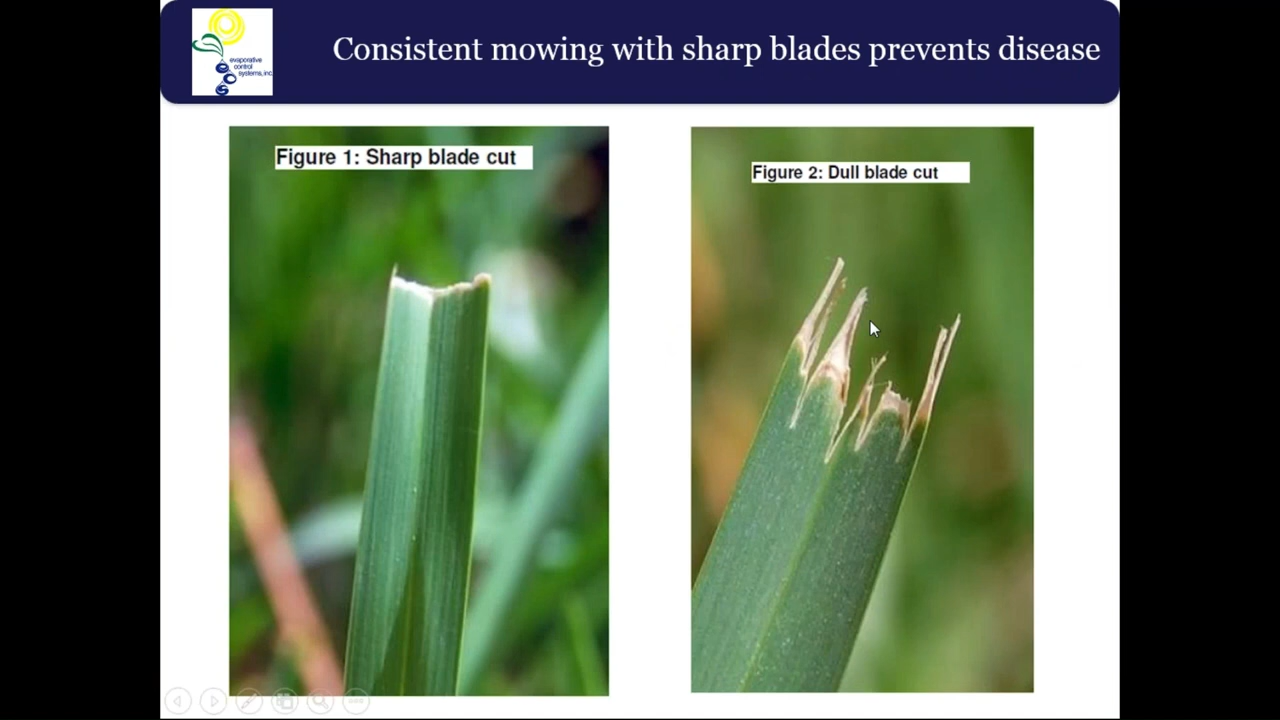 evaporative
control
systems, inc.
Consistent mowing with sharp blades prevents disease
Figure 1: Sharp blade cut
Figure 2: Dull blade cut